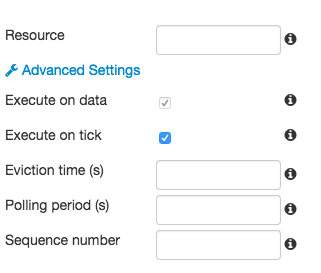 Resource
Advanced Settings
Execute on data
Execute on tick
Eviction time (s)
Polling period (s)
Sequence number